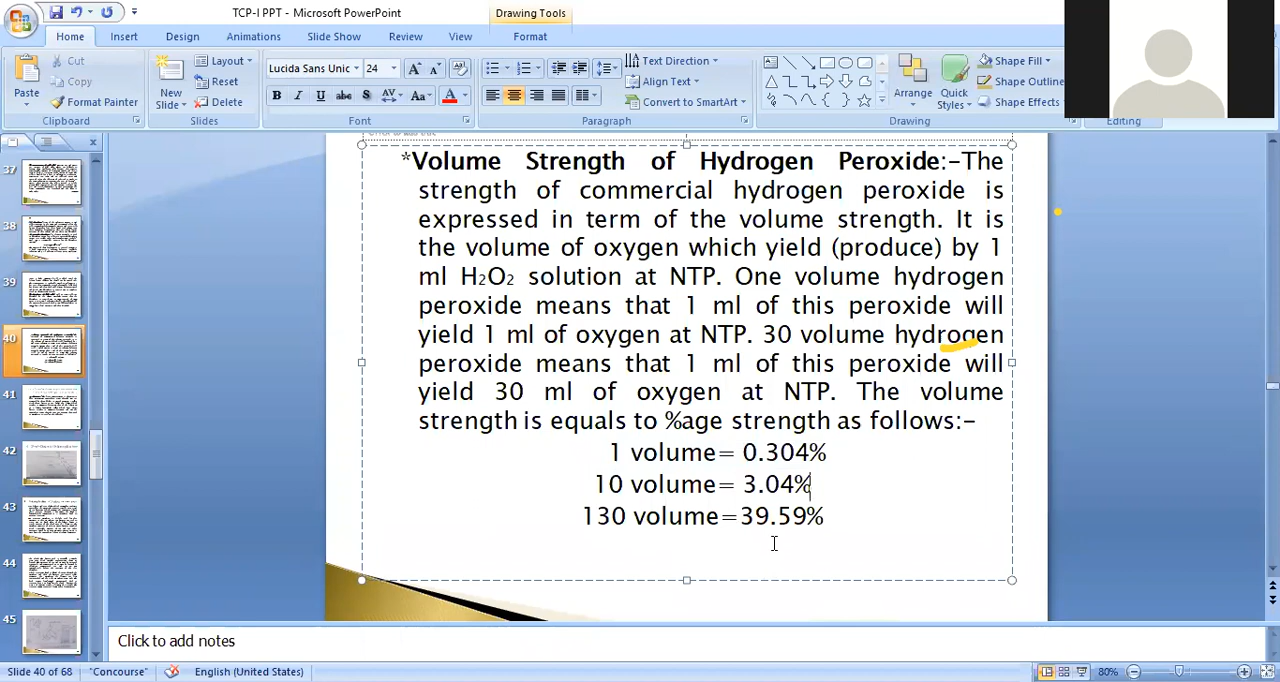 TCP-I PPT - Microsoft PowerPoint
Drawing Tools
Home Insert Design Animations Slide Show Review View Format
Paste
Cut
Copy
Format Painter
Clipboard
New Slide
Layout
Reset
Delete
Slides
Lucida Sans Unic 24
B I U abc S AV Aa A
Font
Text Direction
Align Text
Convert to SmartArt
Paragraph
Arrange
Quick Styles
Shape Fill
Shape Outline
Shape Effects
Drawing
Editing
37
38
39
40
41
42
43
44
45
*Volume Strength of Hydrogen Peroxide:-The
strength of commercial hydrogen peroxide is
expressed in term of the volume strength. It is
the volume of oxygen which yield (produce) by 1
ml H₂O₂ solution at NTP. One volume hydrogen
peroxide means that 1 ml of this peroxide will
yield 1 ml of oxygen at NTP. 30 volume hydrogen
peroxide means that 1 ml of this peroxide will
yield 30 ml of oxygen at NTP. The volume
strength is equals to %age strength as follows:-
1 volume= 0.304%
10 volume= 3.04%
130 volume=39.59%
Click to add notes
Slide 40 of 68 "Concourse" English (United States) 80%